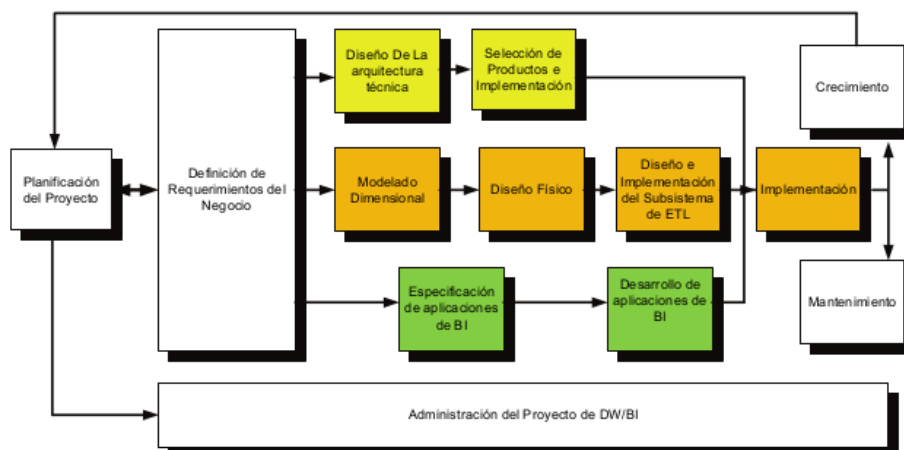 Diseño De La
arquitectura
técnica
Selección de
Productos e
Implementación
Crecimiento
Planificación
del Proyecto
Definición de
Requerimientos del
Negocio
Modelado
Dimensional
Diseño Físico
Diseño e
Implementación
del Subsistema
de ETL
Implementación
Especificación
de aplicaciones
de BI
Desarrollo de
aplicaciones de
BI
Mantenimiento
Administración del Proyecto de DW/BI